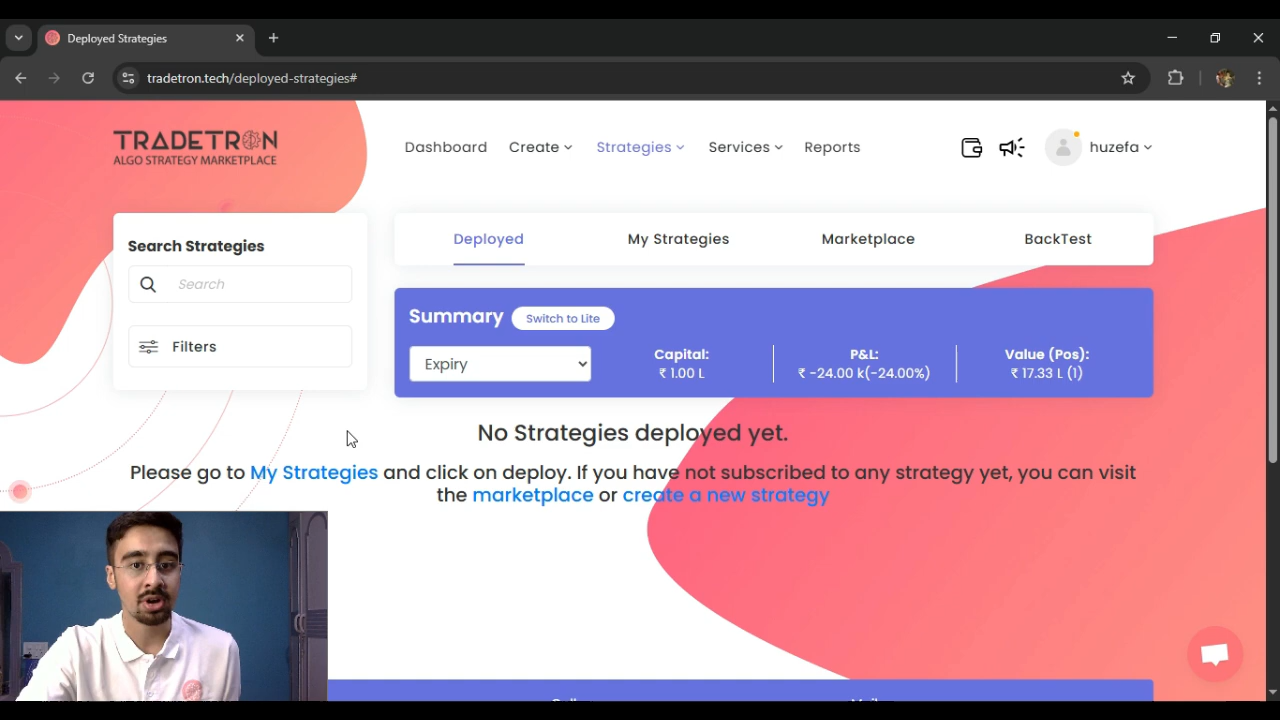 Deployed Strategies
tradetron.tech/deployed-strategies#
TRADETRON
ALGO STRATEGY MARKETPLACE
Dashboard Create Strategies Services Reports
huzefa
Search Strategies
Search
Filters
Deployed My Strategies Marketplace BackTest
Summary Switch to Lite
Expiry
Capital:
₹ 1.00 L
P&L:
₹ -24.00 k(-24.00%)
Value (Pos):
₹ 17.33 L (1)
No Strategies deployed yet.
Please go to My Strategies and click on deploy. If you have not subscribed to any strategy yet, you can visit
the marketplace or create a new strategy